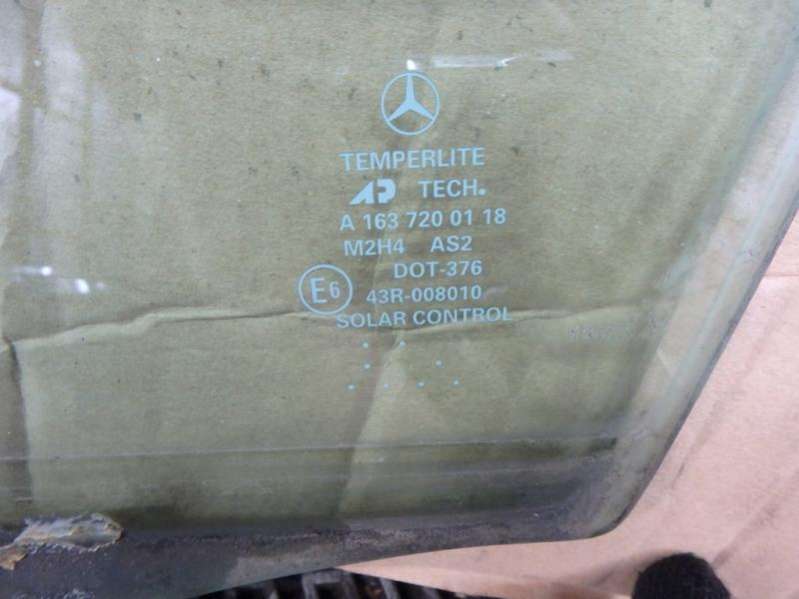 TEMPERLITE
AP TECH.
A 163 720 01 18
M2H4 AS2
DOT-376
E6 43R-008010
SOLAR CONTROL